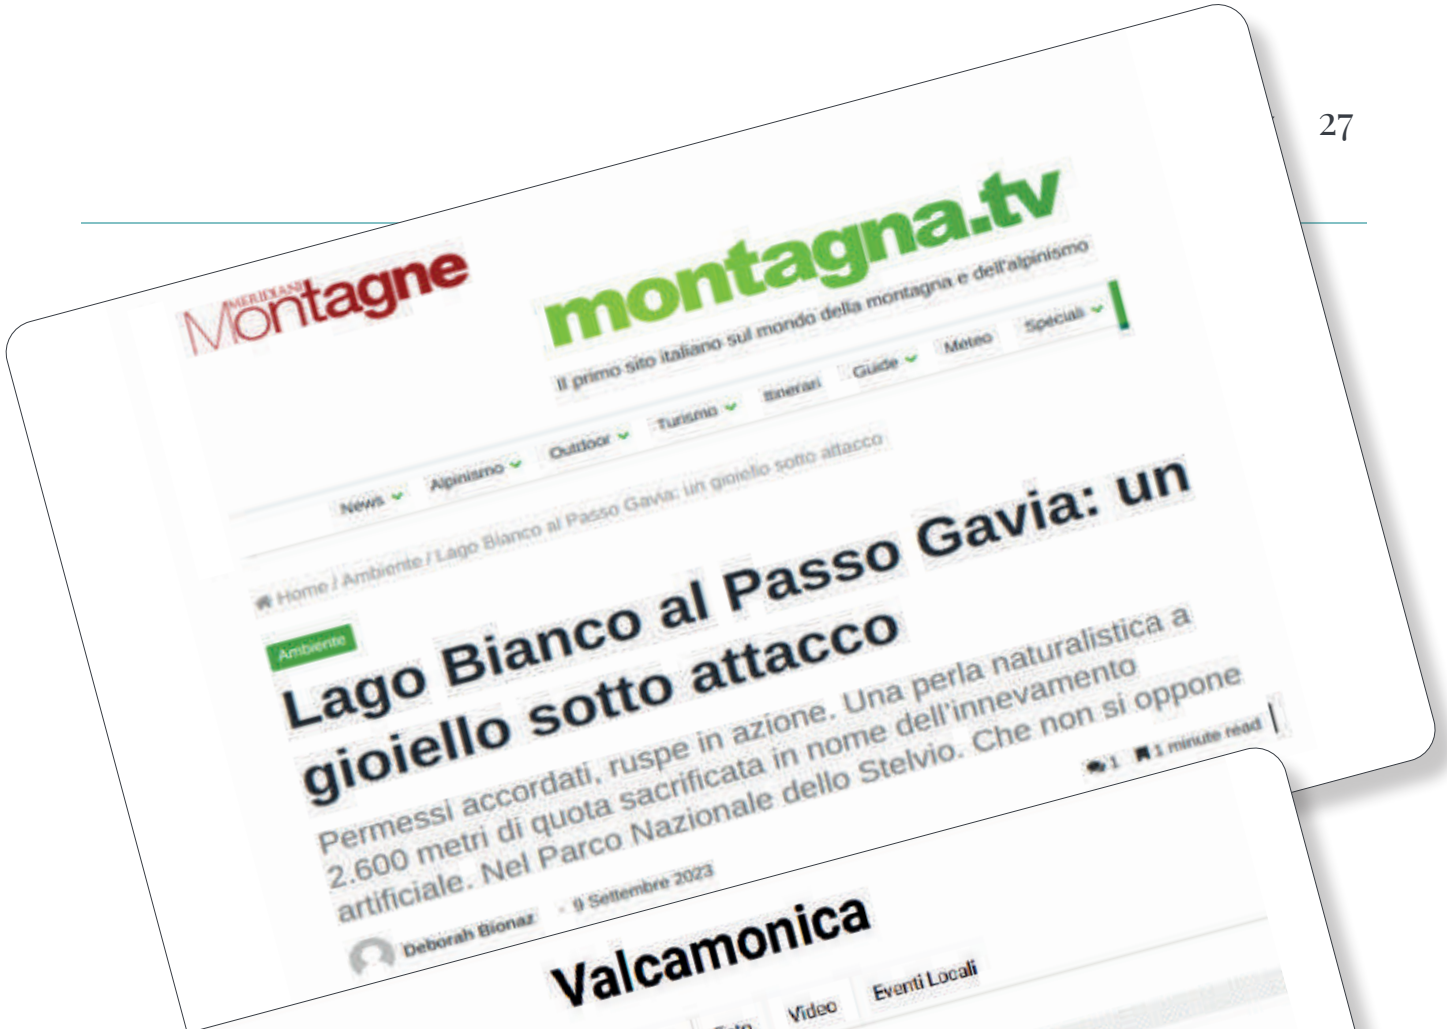 27
MERIDIANI
Montagne
montagna.tv
Il primo sito italiano sul mondo della montagna e dell'alpinismo
News Alpinismo Outdoor Turismo Itinerari Guide Meteo Speciali
Home / Ambiente / Lago Bianco al Passo Gavia: un gioiello sotto attacco
Ambiente
Lago Bianco al Passo Gavia: un
gioiello sotto attacco
Permessi accordati, ruspe in azione. Una perla naturalistica a
2.600 metri di quota sacrificata in nome dell'innevamento
artificiale. Nel Parco Nazionale dello Stelvio. Che non si oppone
Deborah Bionaz - 9 Settembre 2023
1 1 minute read
Valcamonica
Video Eventi Locali